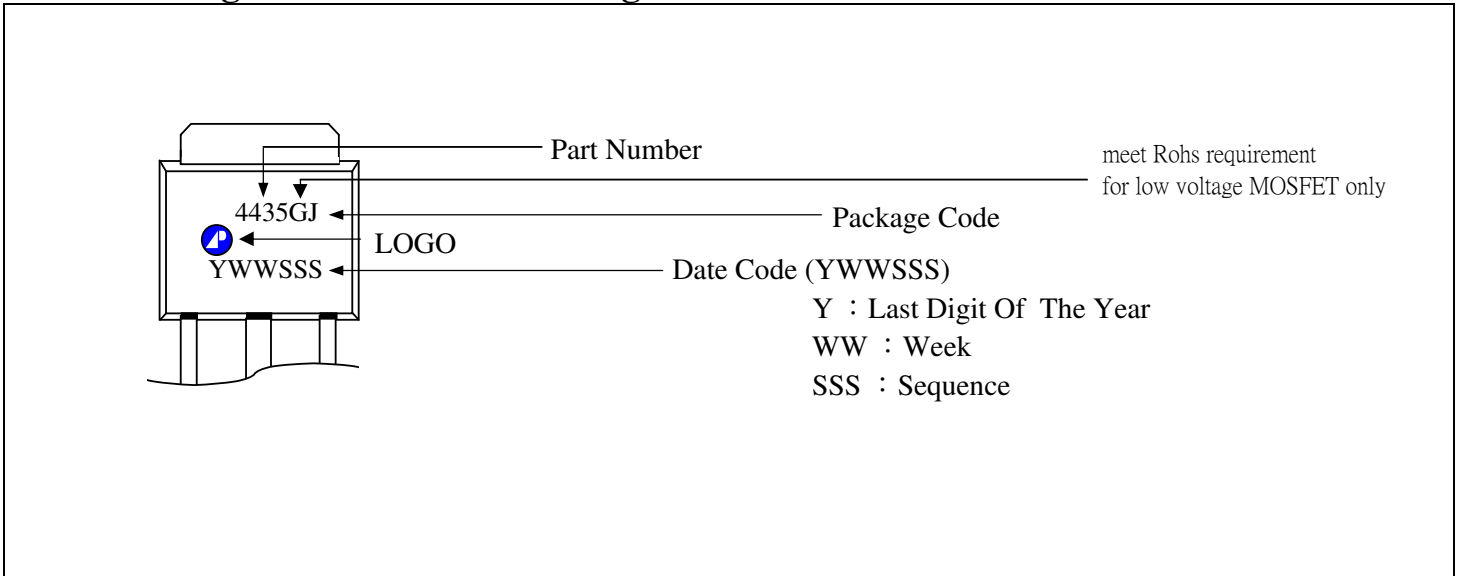 Part Number
meet Rohs requirement
for low voltage MOSFET only
4435GJ
Package Code
LOGO
YWWSSS
Date Code (YWWSSS)
Y : Last Digit Of The Year
WW : Week
SSS : Sequence